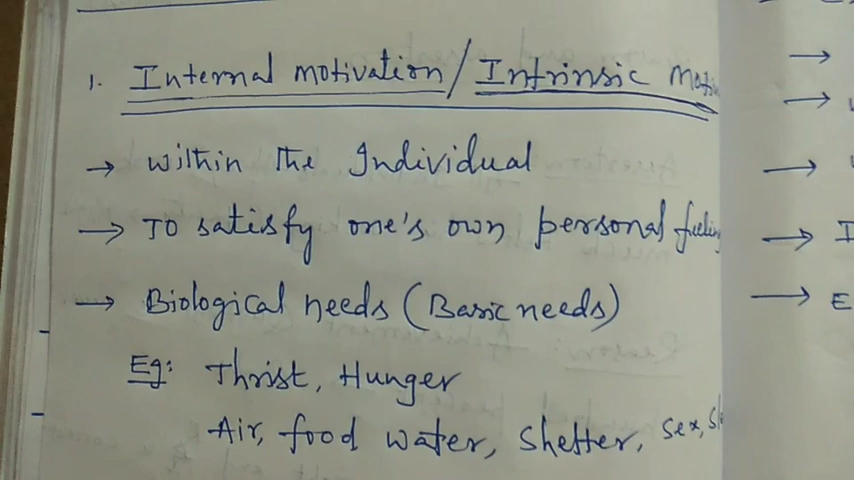 1. Internal motivation / Intrinsic
→ within the Individual
→ To satisfy one's own personal
→ Biological needs (Basic needs)
Eg: Thrist, Hunger
Air, food water, Shetter, sex,